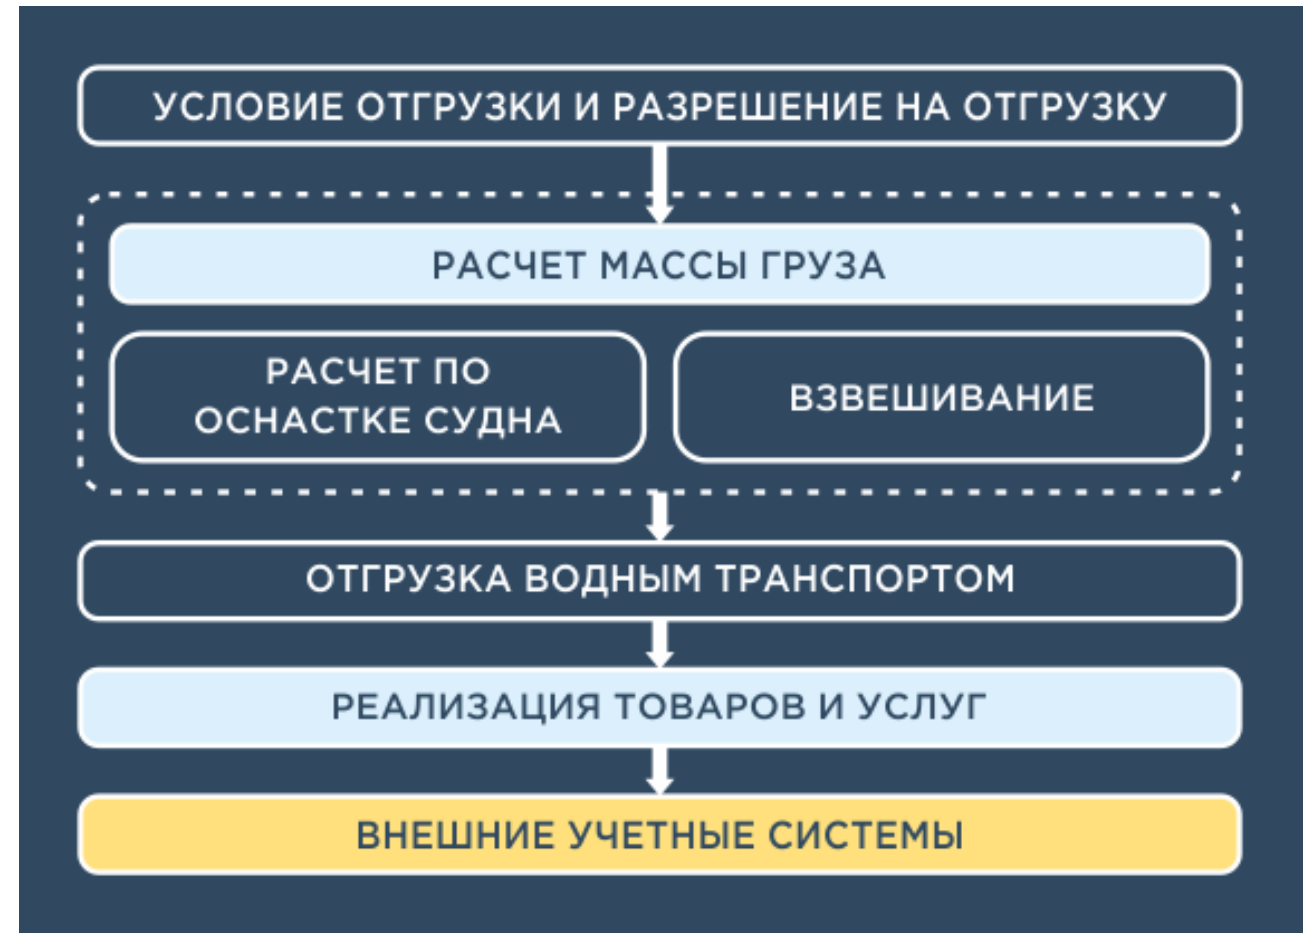 УСЛОВИЕ ОТГРУЗКИ И РАЗРЕШЕНИЕ НА ОТГРУЗКУ
РАСЧЕТ МАССЫ ГРУЗА
РАСЧЕТ ПО
ОСНАСТКЕ СУДНА
ВЗВЕШИВАНИЕ
ОТГРУЗКА ВОДНЫМ ТРАНСПОРТОМ
РЕАЛИЗАЦИЯ ТОВАРОВ И УСЛУГ
ВНЕШНИЕ УЧЕТНЫЕ СИСТЕМЫ